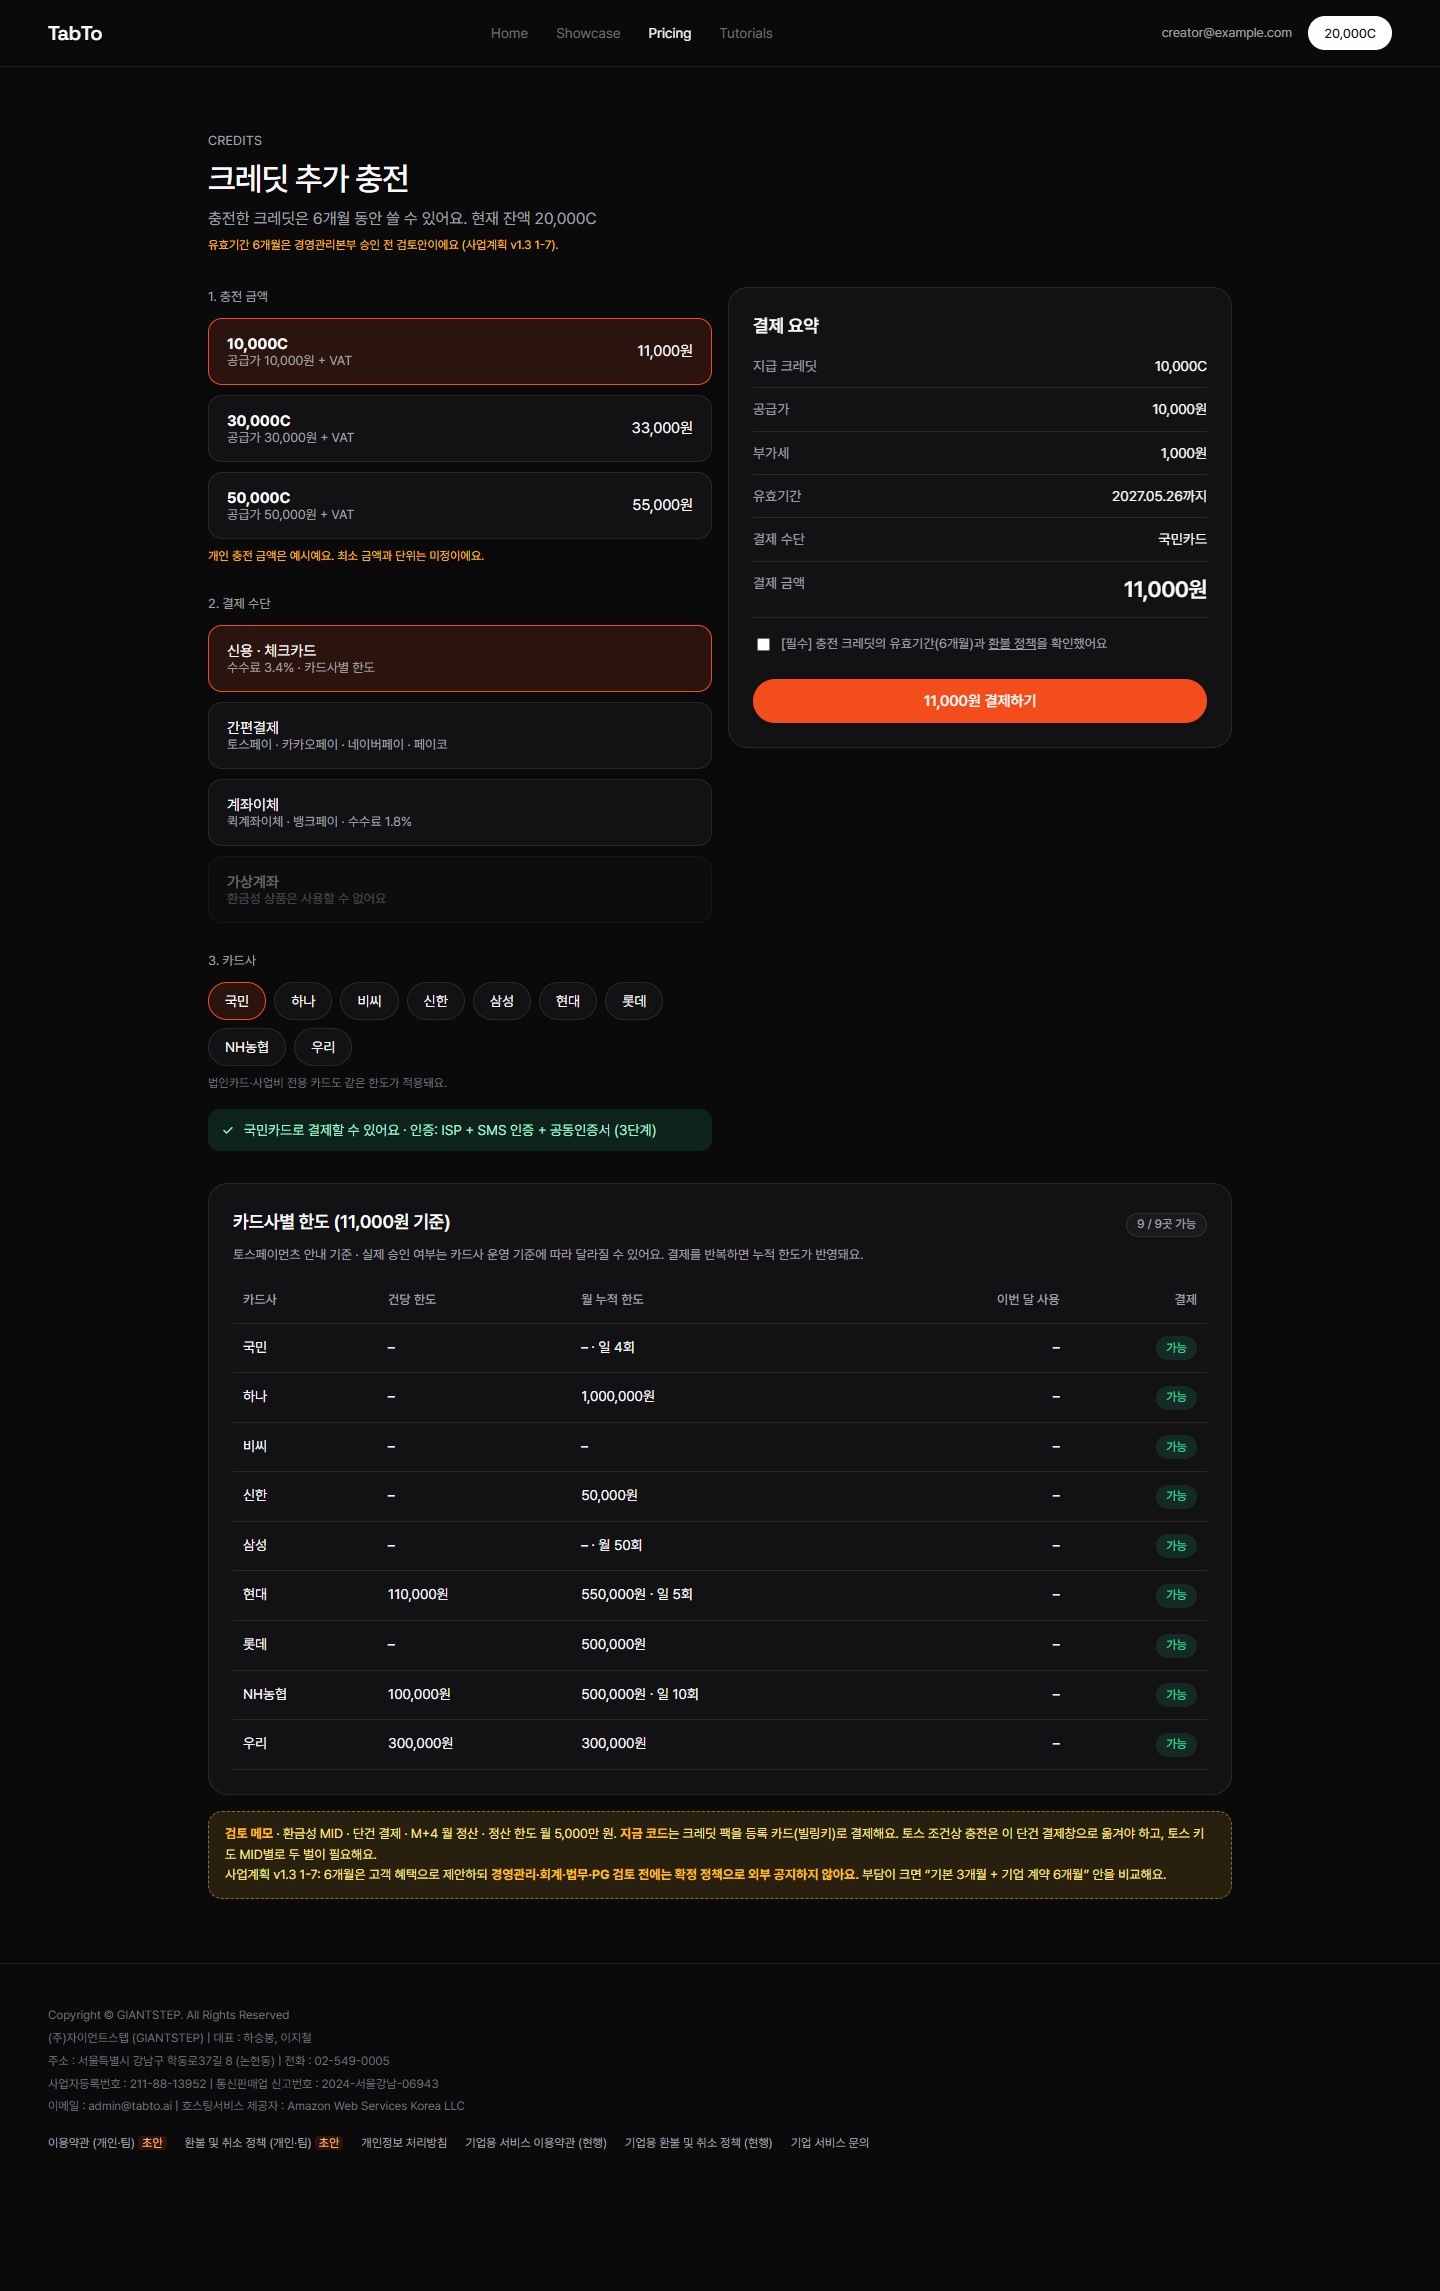 TabTo
Home
Showcase
Pricing
Tutorials
creator@example.com
20,000C
CREDITS
크레딧 추가 충전
충전한 크레딧은 6개월 동안 쓸 수 있어요. 현재 잔액 20,000C
유효기간 6개월은 경영관리본부 승인 전 검토안이에요 (사업계획 v1.3 1-7).
1. 충전 금액
10,000C
공급가 10,000원 + VAT
11,000원
30,000C
공급가 30,000원 + VAT
33,000원
50,000C
공급가 50,000원 + VAT
55,000원
개인 충전 금액은 예시예요. 최소 금액과 단위는 미정이에요.
2. 결제 수단
신용 · 체크카드
수수료 3.4% · 카드사별 한도
간편결제
토스페이 · 카카오페이 · 네이버페이 · 페이코
계좌이체
퀵계좌이체 · 뱅크페이 · 수수료 1.8%
가상계좌
환금성 상품은 사용할 수 없어요
3. 카드사
국민
하나
비씨
신한
삼성
현대
롯데
NH농협
우리
법인카드·사업비 전용 카드도 같은 한도가 적용돼요.
✓ 국민카드로 결제할 수 있어요 · 인증: ISP + SMS 인증 + 공동인증서 (3단계)
결제 요약
지급 크레딧 10,000C
공급가 10,000원
부가세 1,000원
유효기간 2027.05.26까지
결제 수단 국민카드
결제 금액 11,000원
[필수] 충전 크레딧의 유효기간(6개월)과 환불 정책을 확인했어요
11,000원 결제하기
카드사별 한도 (11,000원 기준)
9 / 9곳 가능
토스페이먼츠 안내 기준 · 실제 승인 여부는 카드사 운영 기준에 따라 달라질 수 있어요. 결제를 반복하면 누적 한도가 반영돼요.
카드사 건당 한도 월 누적 한도 이번 달 사용 결제
국민 – – · 일 4회 – 가능
하나 – 1,000,000원 – 가능
비씨 – – – 가능
신한 – 50,000원 – 가능
삼성 – – · 월 50회 – 가능
현대 110,000원 550,000원 · 일 5회 – 가능
롯데 – 500,000원 – 가능
NH농협 100,000원 500,000원 · 일 10회 – 가능
우리 300,000원 300,000원 – 가능
검토 메모 · 환금성 MID · 단건 결제 · M+4 월 정산 · 정산 한도 월 5,000만 원. 지금 코드는 크레딧 팩을 등록 카드(빌링키)로 결제해요. 토스 조건상 충전은 이 단건 결제창으로 옮겨야 하고, 토스 키
도 MID별로 두 벌이 필요해요.
사업계획 v1.3 1-7: 6개월은 고객 혜택으로 제안하되 경영관리·회계·법무·PG 검토 전에는 확정 정책으로 외부 공지하지 않아요. 부담이 크면 “기본 3개월 + 기업 계약 6개월” 안을 비교해요.
Copyright © GIANTSTEP. All Rights Reserved
(주)자이언트스텝 (GIANTSTEP) | 대표 : 하승봉, 이지철
주소 : 서울특별시 강남구 학동로37길 8 (논현동) | 전화 : 02-549-0005
사업자등록번호 : 211-88-13952 | 통신판매업 신고번호 : 2024-서울강남-06943
이메일 : admin@tabto.ai | 호스팅서비스 제공자 : Amazon Web Services Korea LLC
이용약관 (개인·팀) 초안 환불 및 취소 정책 (개인·팀) 초안 개인정보 처리방침 기업용 서비스 이용약관 (현행) 기업용 환불 및 취소 정책 (현행) 기업 서비스 문의